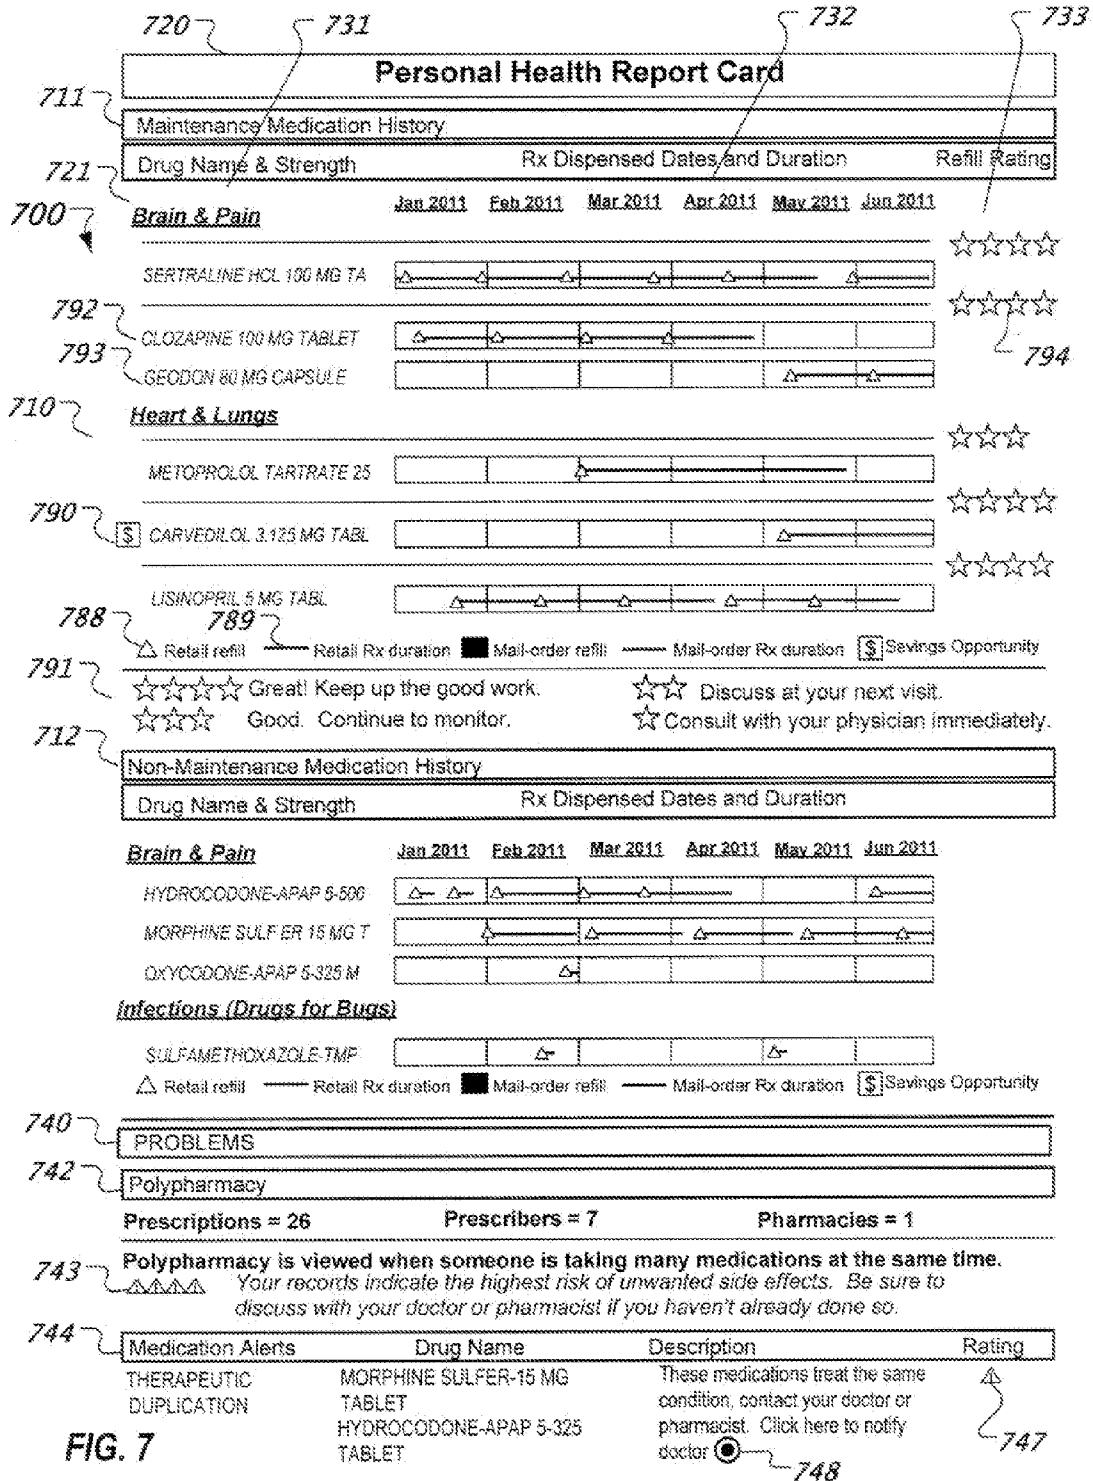 720 731 732 733
Personal Health Report Card
711
Maintenance Medication History
Drug Name & Strength Rx Dispensed Dates and Duration Refill Rating
721
Jan 2011 Feb 2011 Mar 2011 Apr 2011 May 2011 Jun 2011
700
Brain & Pain
SERTRALINE HCL 100 MG TA
792
CLOZAPINE 100 MG TABLET
793 794
GEODON 80 MG CAPSULE
710
Heart & Lungs
METOPROLOL TARTRATE 25
790
$ CARVEDILOL 3.125 MG TABL
LISINOPRIL 5 MG TABL
788 789
Retail refill Retail Rx duration Mail-order refill Mail-order Rx duration $ Savings Opportunity
791
Great! Keep up the good work. Discuss at your next visit.
Good. Continue to monitor. Consult with your physician immediately.
712
Non-Maintenance Medication History
Drug Name & Strength Rx Dispensed Dates and Duration
Brain & Pain Jan 2011 Feb 2011 Mar 2011 Apr 2011 May 2011 Jun 2011
HYDROCODONE-APAP 5-500
MORPHINE SULF ER 15 MG T
OXYCODONE-APAP 5-325 M
Infections (Drugs for Bugs)
SULFAMETHOXAZOLE-TMP
Retail refill Retail Rx duration Mail-order refill Mail-order Rx duration $ Savings Opportunity
740
PROBLEMS
742
Polypharmacy
Prescriptions = 26 Prescribers = 7 Pharmacies = 1
Polypharmacy is viewed when someone is taking many medications at the same time.
743
Your records indicate the highest risk of unwanted side effects. Be sure to
discuss with your doctor or pharmacist if you haven't already done so.
744
Medication Alerts Drug Name Description Rating
THERAPEUTIC MORPHINE SULFER-15 MG These medications treat the same
DUPLICATION TABLET condition, contact your doctor or
HYDROCODONE-APAP 5-325 pharmacist. Click here to notify
TABLET doctor
747
748
FIG. 7